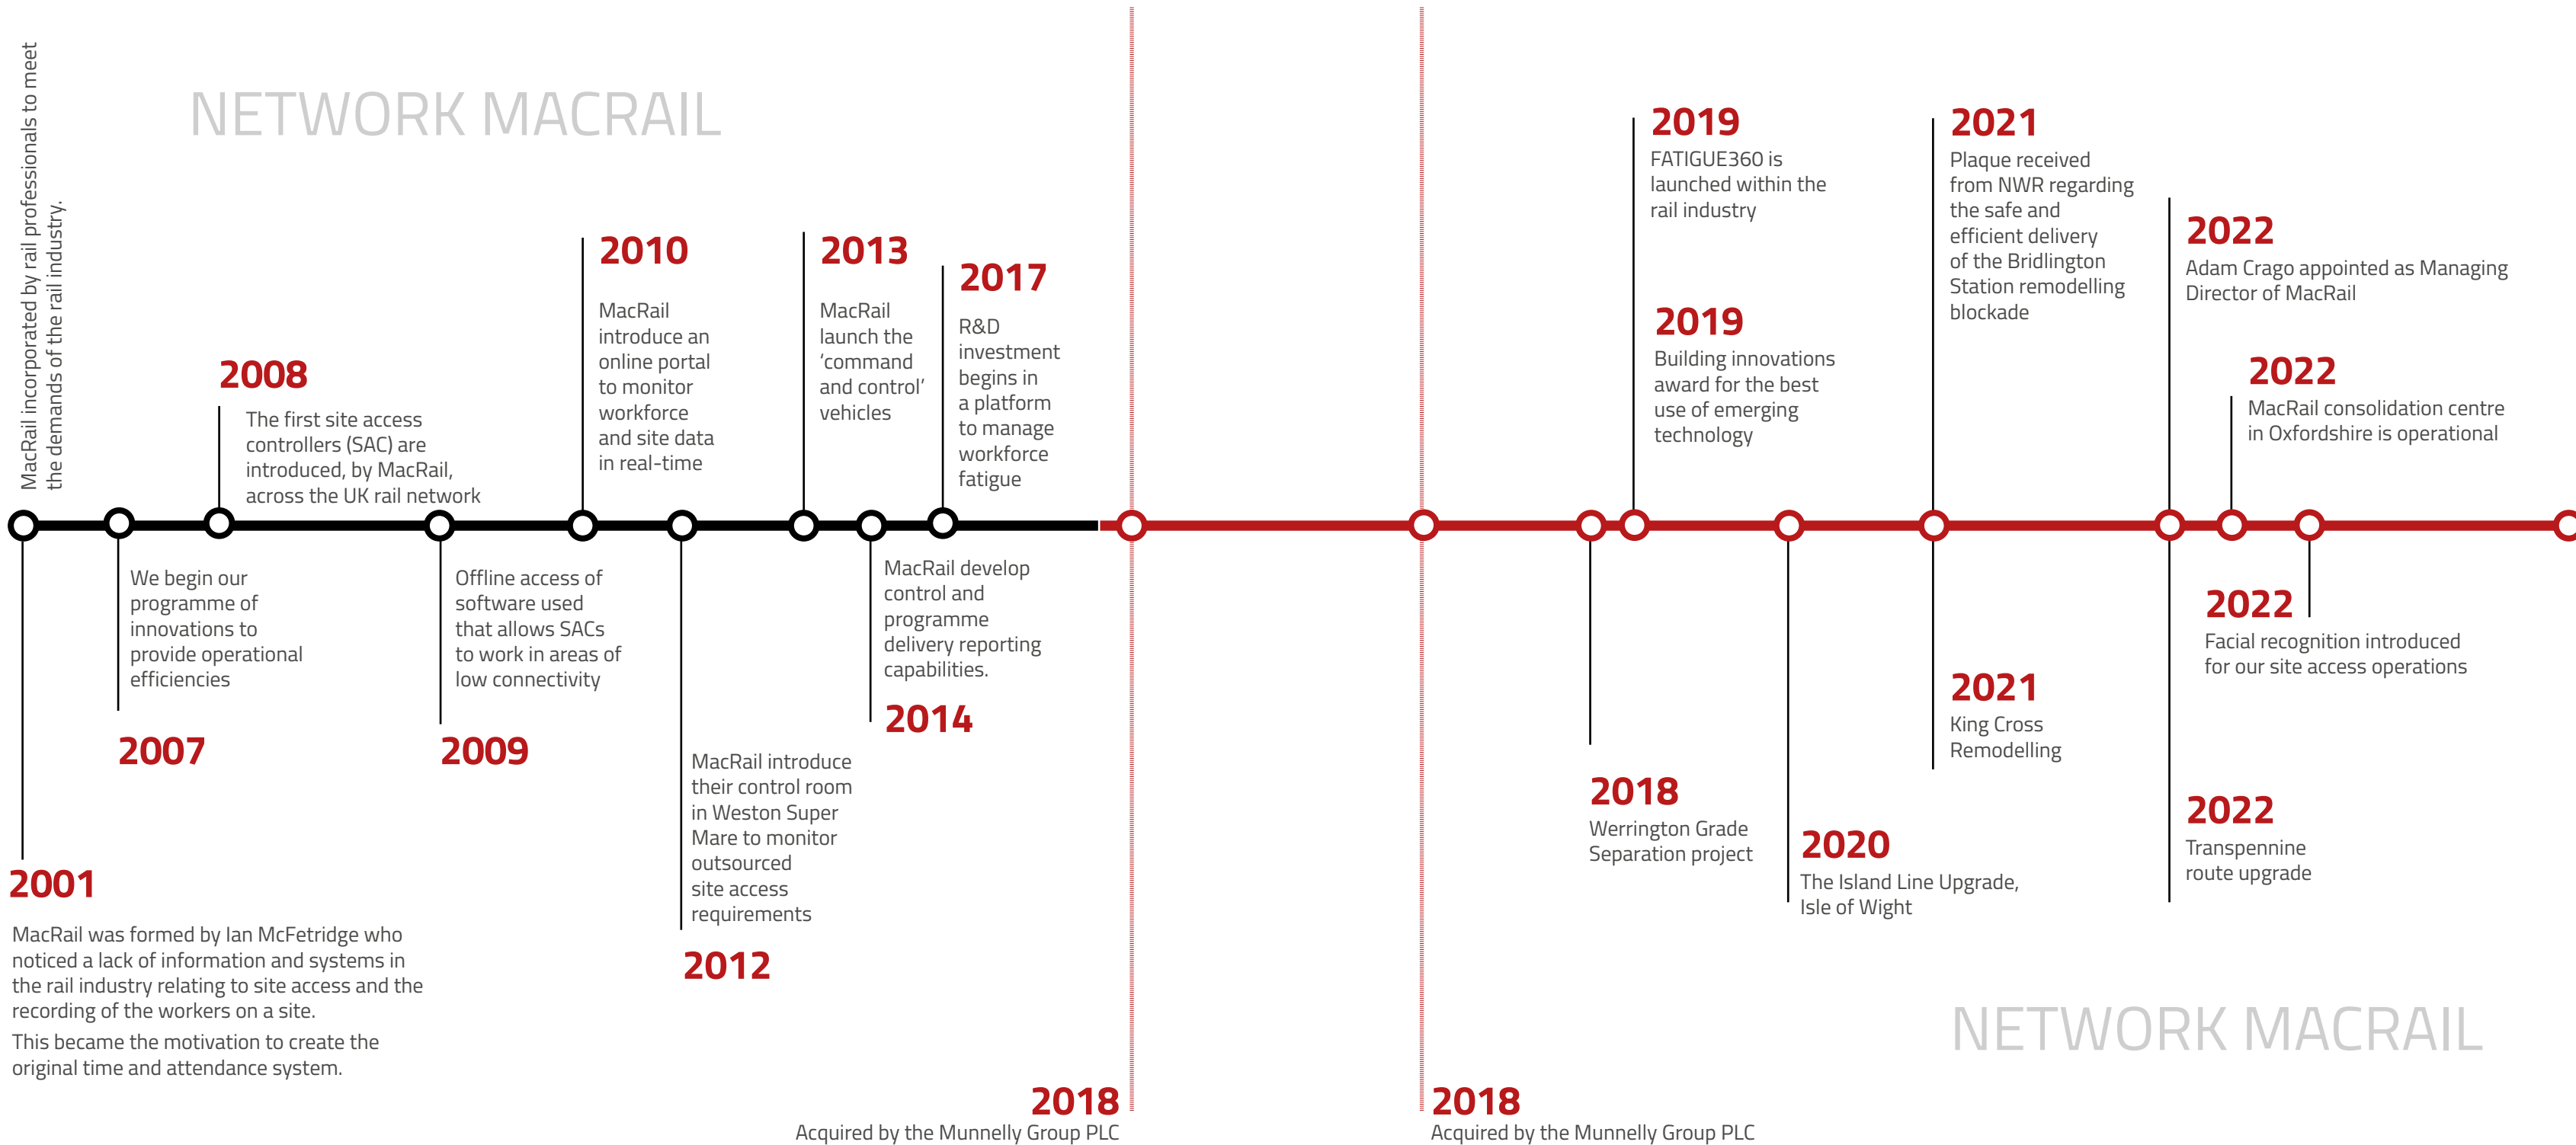 MacRail incorporated by rail professionals to meet
the demands of the rail industry.
NETWORK MACRAIL
2001
MacRail was formed by Ian McFetridge who
noticed a lack of information and systems in
the rail industry relating to site access and the
recording of the workers on a site.
This became the motivation to create the
original time and attendance system.
We begin our
programme of
innovations to
provide operational
efficiencies
2007
2008
The first site access
controllers (SAC) are
introduced, by MacRail,
across the UK rail network
Offline access of
software used
that allows SACs
to work in areas of
low connectivity
2009
2010
MacRail
introduce an
online portal
to monitor
workforce
and site data
in real-time
MacRail introduce
their control room
in Weston Super
Mare to monitor
outsourced
site access
requirements
2012
2013
MacRail
launch the
‘command
and control’
vehicles
MacRail develop
control and
programme
delivery reporting
capabilities.
2014
2017
R&D
investment
begins in
a platform
to manage
workforce
fatigue
2018
Acquired by the Munnelly Group PLC
2018
Acquired by the Munnelly Group PLC
2018
Werrington Grade
Separation project
2019
FATIGUE360 is
launched within the
rail industry
2019
Building innovations
award for the best
use of emerging
technology
2020
The Island Line Upgrade,
Isle of Wight
2021
Plaque received
from NWR regarding
the safe and
efficient delivery
of the Bridlington
Station remodelling
blockade
2021
King Cross
Remodelling
2022
Adam Crago appointed as Managing
Director of MacRail
2022
MacRail consolidation centre
in Oxfordshire is operational
2022
Facial recognition introduced
for our site access operations
2022
Transpennine
route upgrade
NETWORK MACRAIL